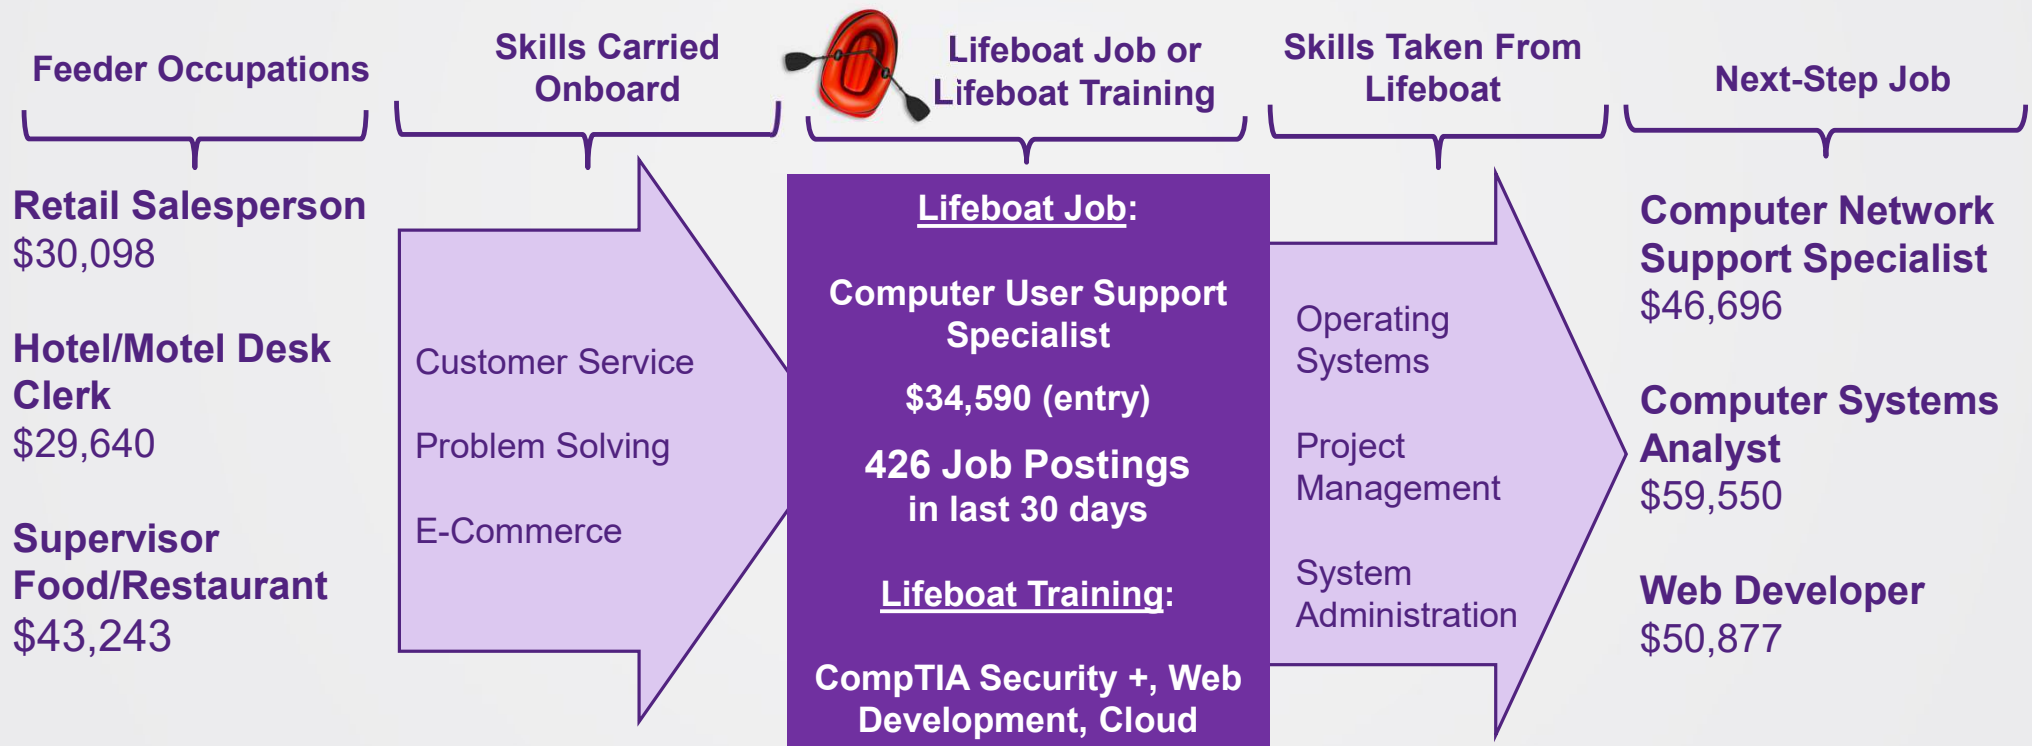 Feeder Occupations
Retail Salesperson
$30,098
Hotel/Motel Desk
Clerk
$29,640
Supervisor
Food/Restaurant
$43,243
Skills Carried
Onboard
Customer Service
Problem Solving
E-Commerce
Lifeboat Job or
Lifeboat Training
Lifeboat Job:
Computer User Support
Specialist
$34,590 (entry)
426 Job Postings
in last 30 days
Lifeboat Training:
CompTIA Security +, Web
Development, Cloud
Skills Taken From
Lifeboat
Operating
Systems
Project
Management
System
Administration
Next-Step Job
Computer Network
Support Specialist
$46,696
Computer Systems
Analyst
$59,550
Web Developer
$50,877